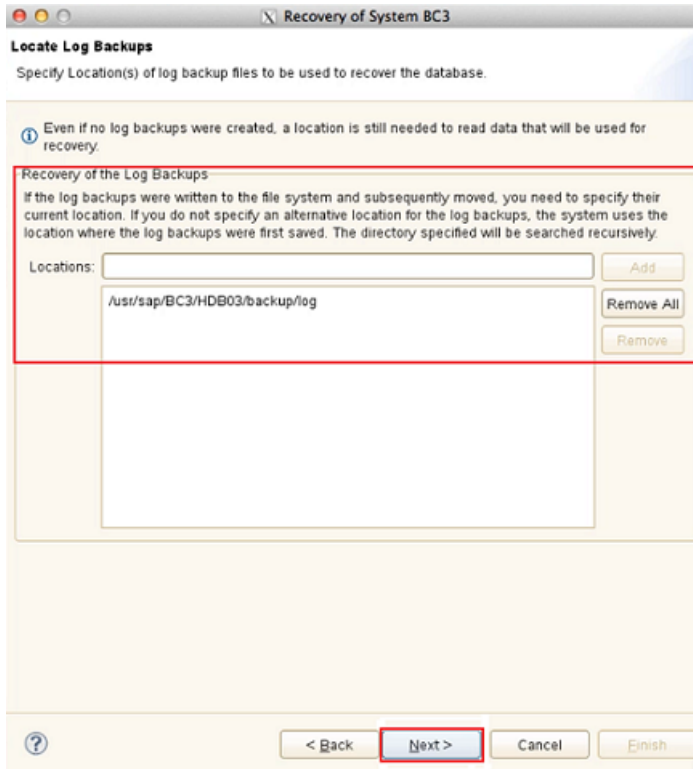 Recovery of System BC3
Locate Log Backups
Specify Location(s) of log backup files to be used to recover the database.
Even if no log backups were created, a location is still needed to read data that will be used for
recovery.
Recovery of the Log Backups
If the log backups were written to the file system and subsequently moved, you need to specify their
current location. If you do not specify an alternative location for the log backups, the system uses the
location where the log backups were first saved. The directory specified will be searched recursively.
Locations:
Add
/usr/sap/BC3/HDB03/backup/log
Remove All
Remove
?
< Back
Next >
Cancel
Finish